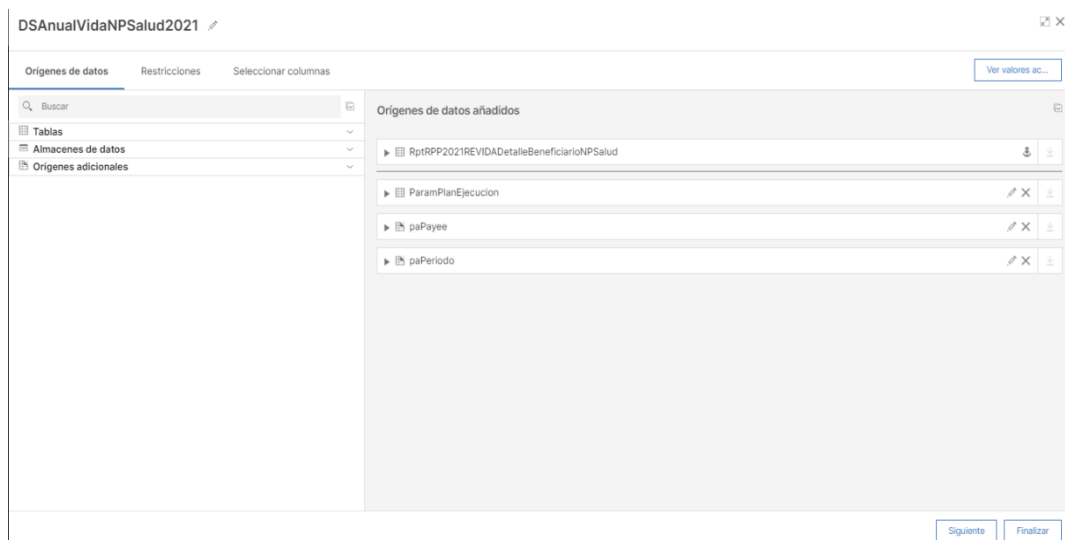 DSAnualVidaNPSalud2021
Orígenes de datos Restricciones Seleccionar columnas Ver valores ac...
Buscar
Tablas
Almacenes de datos
Orígenes adicionales
Orígenes de datos añadidos
RptRPP2021REVIDADetalleBeneficiarioNPSalud
ParamPlanEjecucion
paPayee
paPeriodo
Siguiente Finalizar